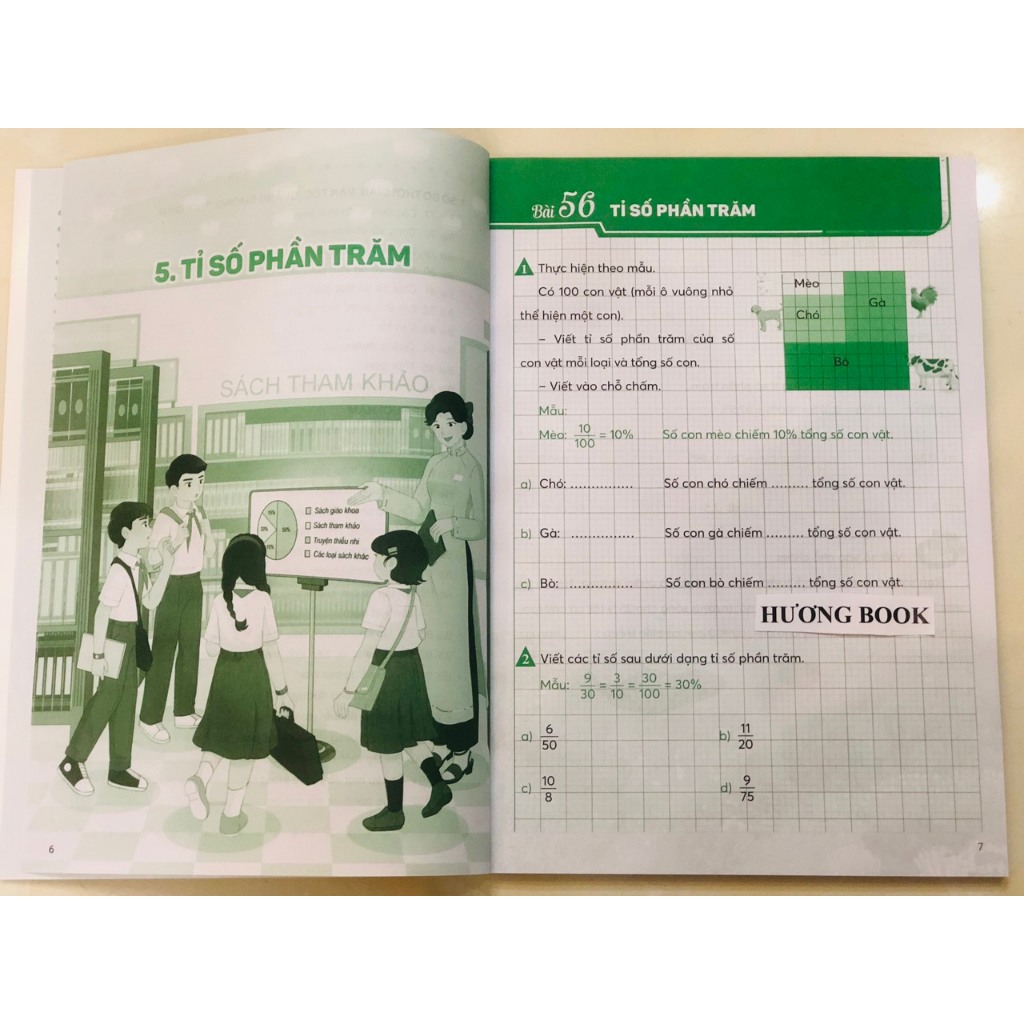 5. TỈ SỐ PHẦN TRĂM
SÁCH THAM KHẢO
Sách giáo khoa
Sách tham khảo
Truyện thiếu nhi
Các loại sách khác
6
Bài 56 TỈ SỐ PHẦN TRĂM
1 Thực hiện theo mẫu.
Có 100 con vật (mỗi ô vuông nhỏ
thể hiện một con).
– Viết tỉ số phần trăm của số
con vật mỗi loại và tổng số con.
– Viết vào chỗ chấm.
Mèo
Chó
Gà
Bò
Mẫu:
Mèo: 10/100 = 10% Số con mèo chiếm 10% tổng số con vật.
a) Chó: ............... Số con chó chiếm ......... tổng số con vật.
b) Gà: ............... Số con gà chiếm ......... tổng số con vật.
c) Bò: ............... Số con bò chiếm ......... tổng số con vật.
HƯƠNG BOOK
2 Viết các tỉ số sau dưới dạng tỉ số phần trăm.
Mẫu: 9/30 = 3/10 = 30/100 = 30%
a) 6/50 b) 11/20
c) 10/8 d) 9/75
7